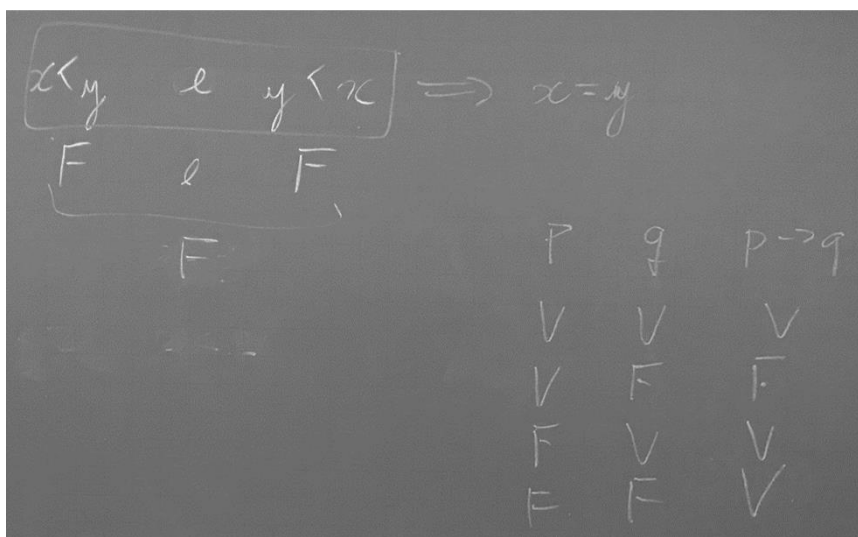 x<y e y<x ⟹ x=y
F e F
F
p q p→q
V V V
V F F
F V V
F F V